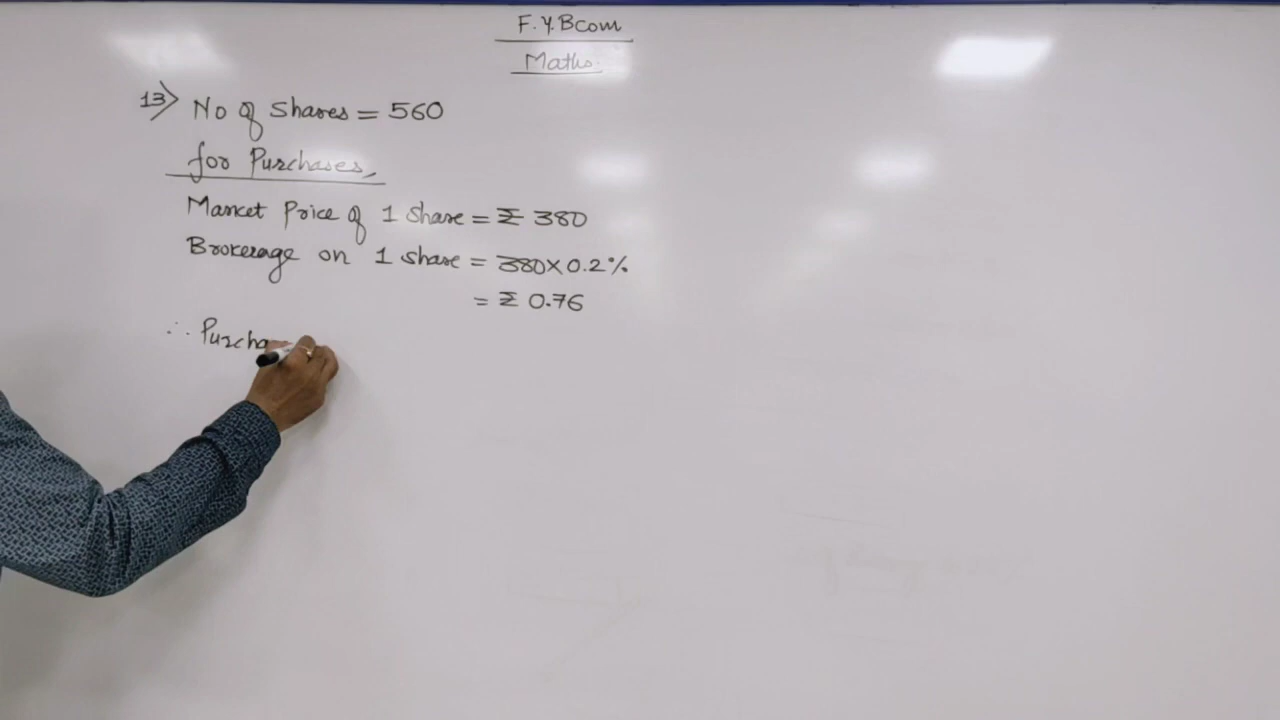 F.Y.Bcom
Maths.
13) No of Shares = 560
for Purchases,
Market Price of 1 Share = ₹ 380
Brokerage on 1 share = 380 × 0.2%
= ₹ 0.76
∴ Purcha